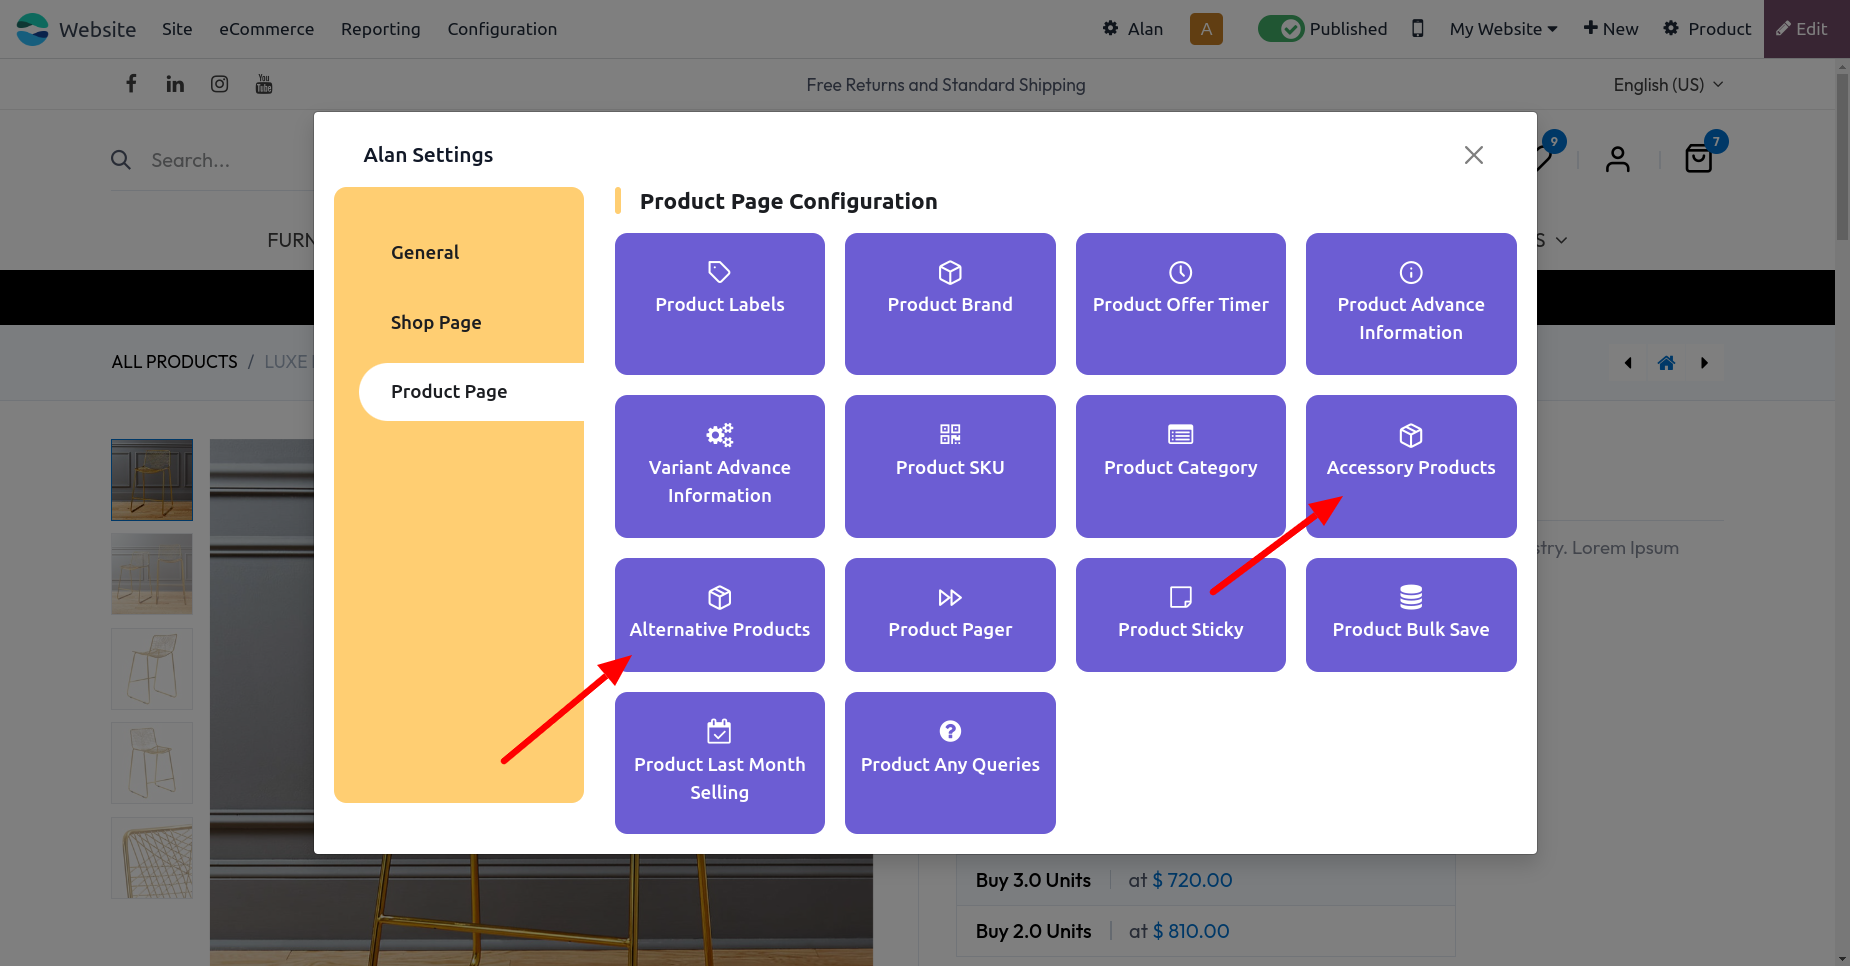 Website Site eCommerce Reporting Configuration Alan A Published My Website New Product Edit
You Tube Free Returns and Standard Shipping English (US)
Alan Settings
Search... 9 7
Product Page Configuration
General
Shop Page
Product Page
FURN S
ALL PRODUCTS / LUXE
Product Labels
Product Brand
Product Offer Timer
Product Advance
Information
Variant Advance
Information
Product SKU
Product Category
Accessory Products
stry. Lorem Ipsum
Alternative Products
Product Pager
Product Sticky
Product Bulk Save
Product Last Month
Selling
Product Any Queries
Buy 3.0 Units at $ 720.00
Buy 2.0 Units at $ 810.00